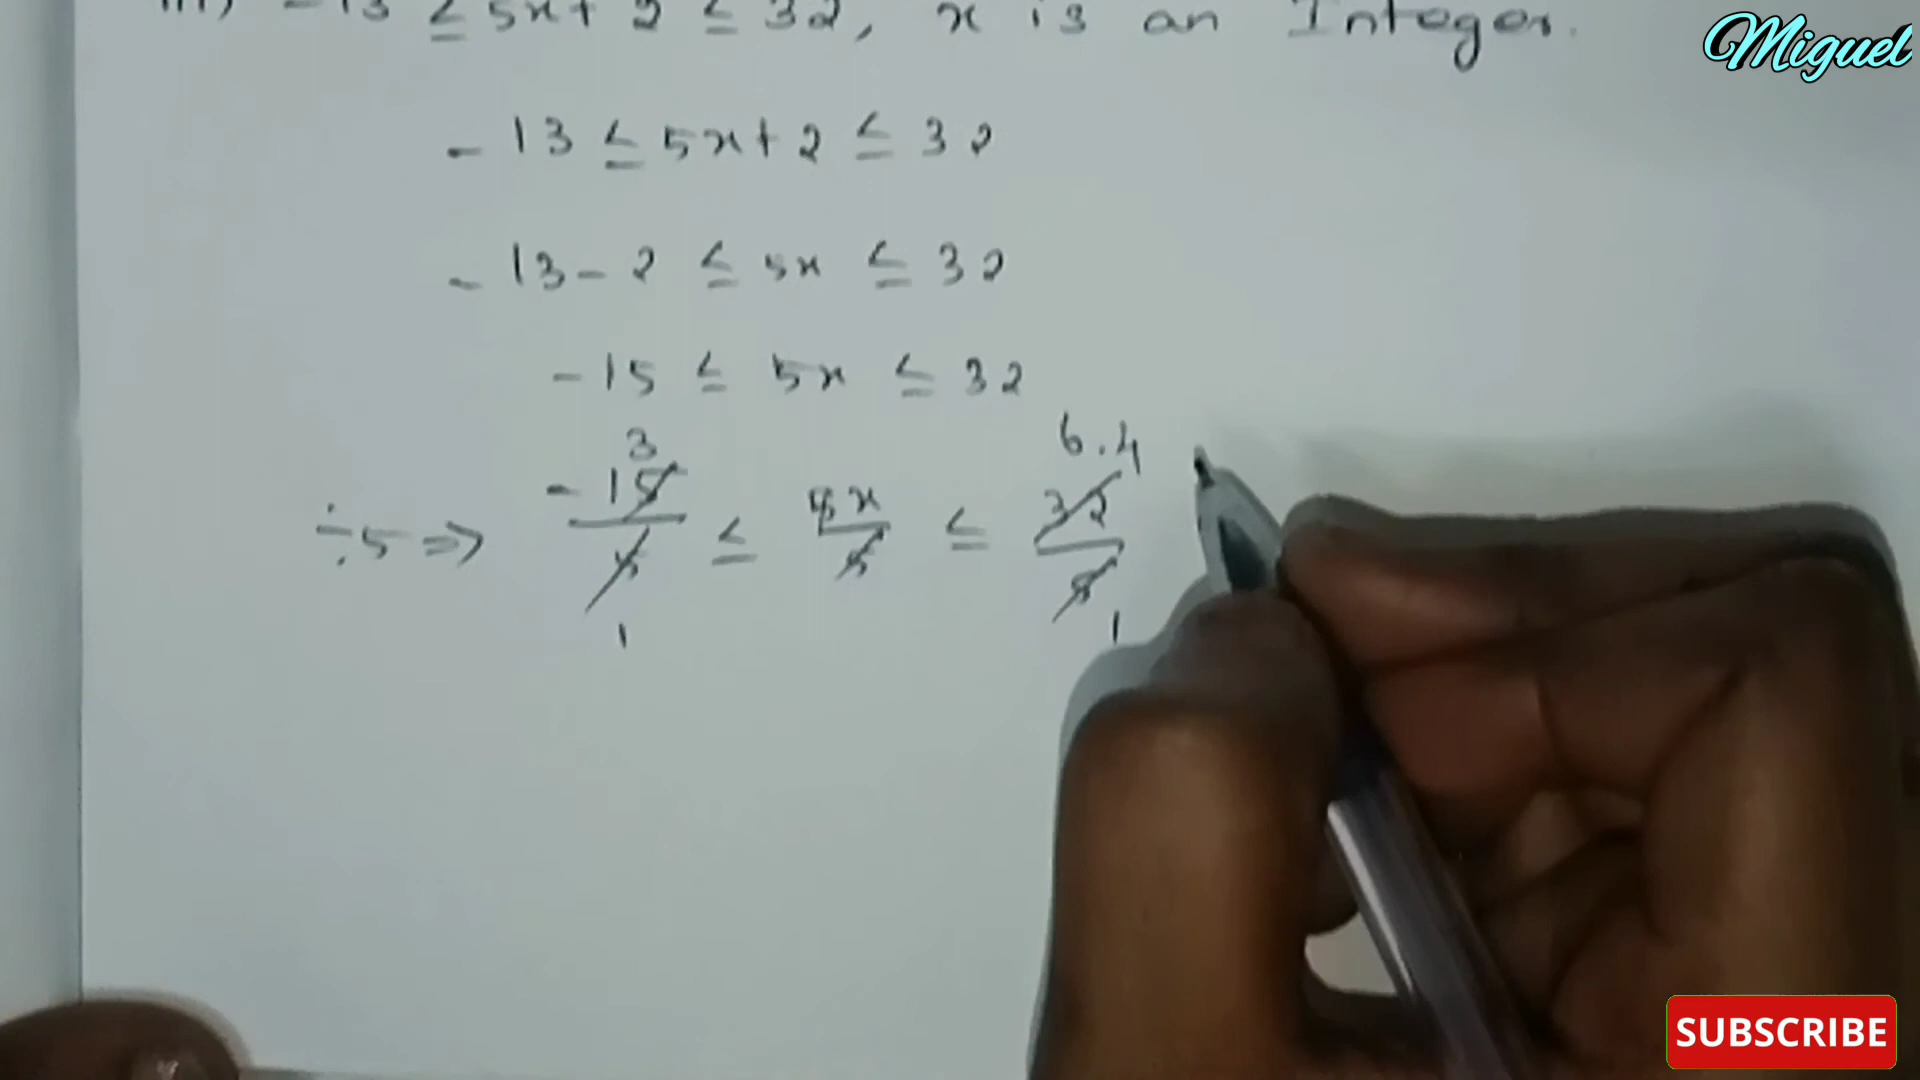 iii) -13 ≤ 5x + 2 ≤ 32, x is an Integer.
Miguel
-13 ≤ 5x + 2 ≤ 32
-13 - 2 ≤ 5x ≤ 32
-15 ≤ 5x ≤ 32
3 6.4
÷5 ⇒ -15/5 ≤ 5x/5 ≤ 32/5
1 1
SUBSCRIBE